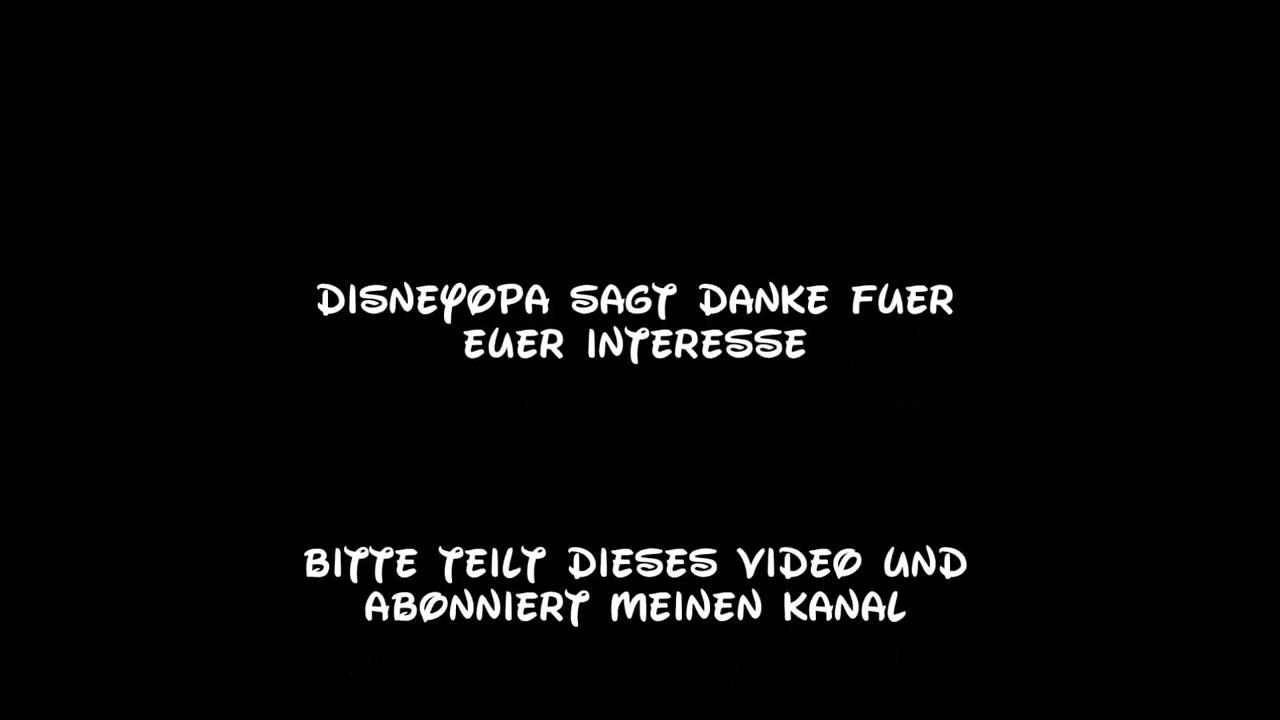 DISNEYOPA SAGT DANKE FUER
EUER INTERESSE
BITTE TEILT DIESES VIDEO UND
ABONNIERT MEINEN KANAL